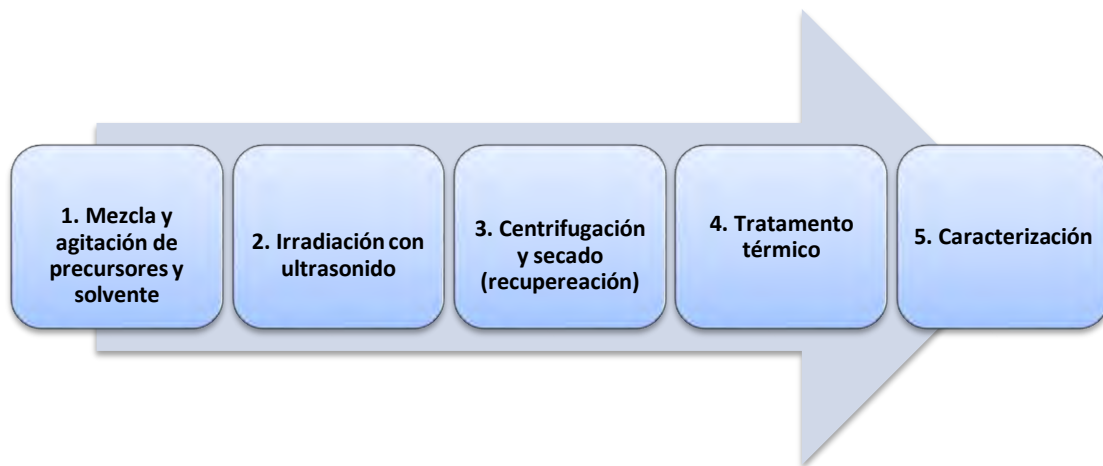 1. Mezcla y
agitación de
precursores y
solvente
2. Irradiación con
ultrasonido
3. Centrifugación
y secado
(recupereación)
4. Tratamento
térmico
5. Caracterización